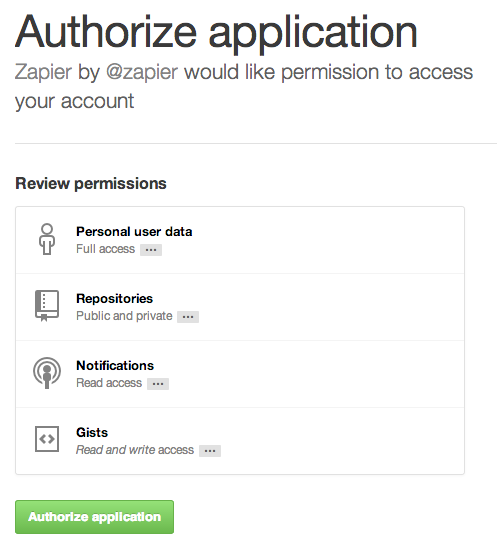 Authorize application
Zapier by @zapier would like permission to access
your account
Review permissions
Personal user data
Full access ...
Repositories
Public and private ...
Notifications
Read access ...
Gists
Read and write access ...
Authorize application